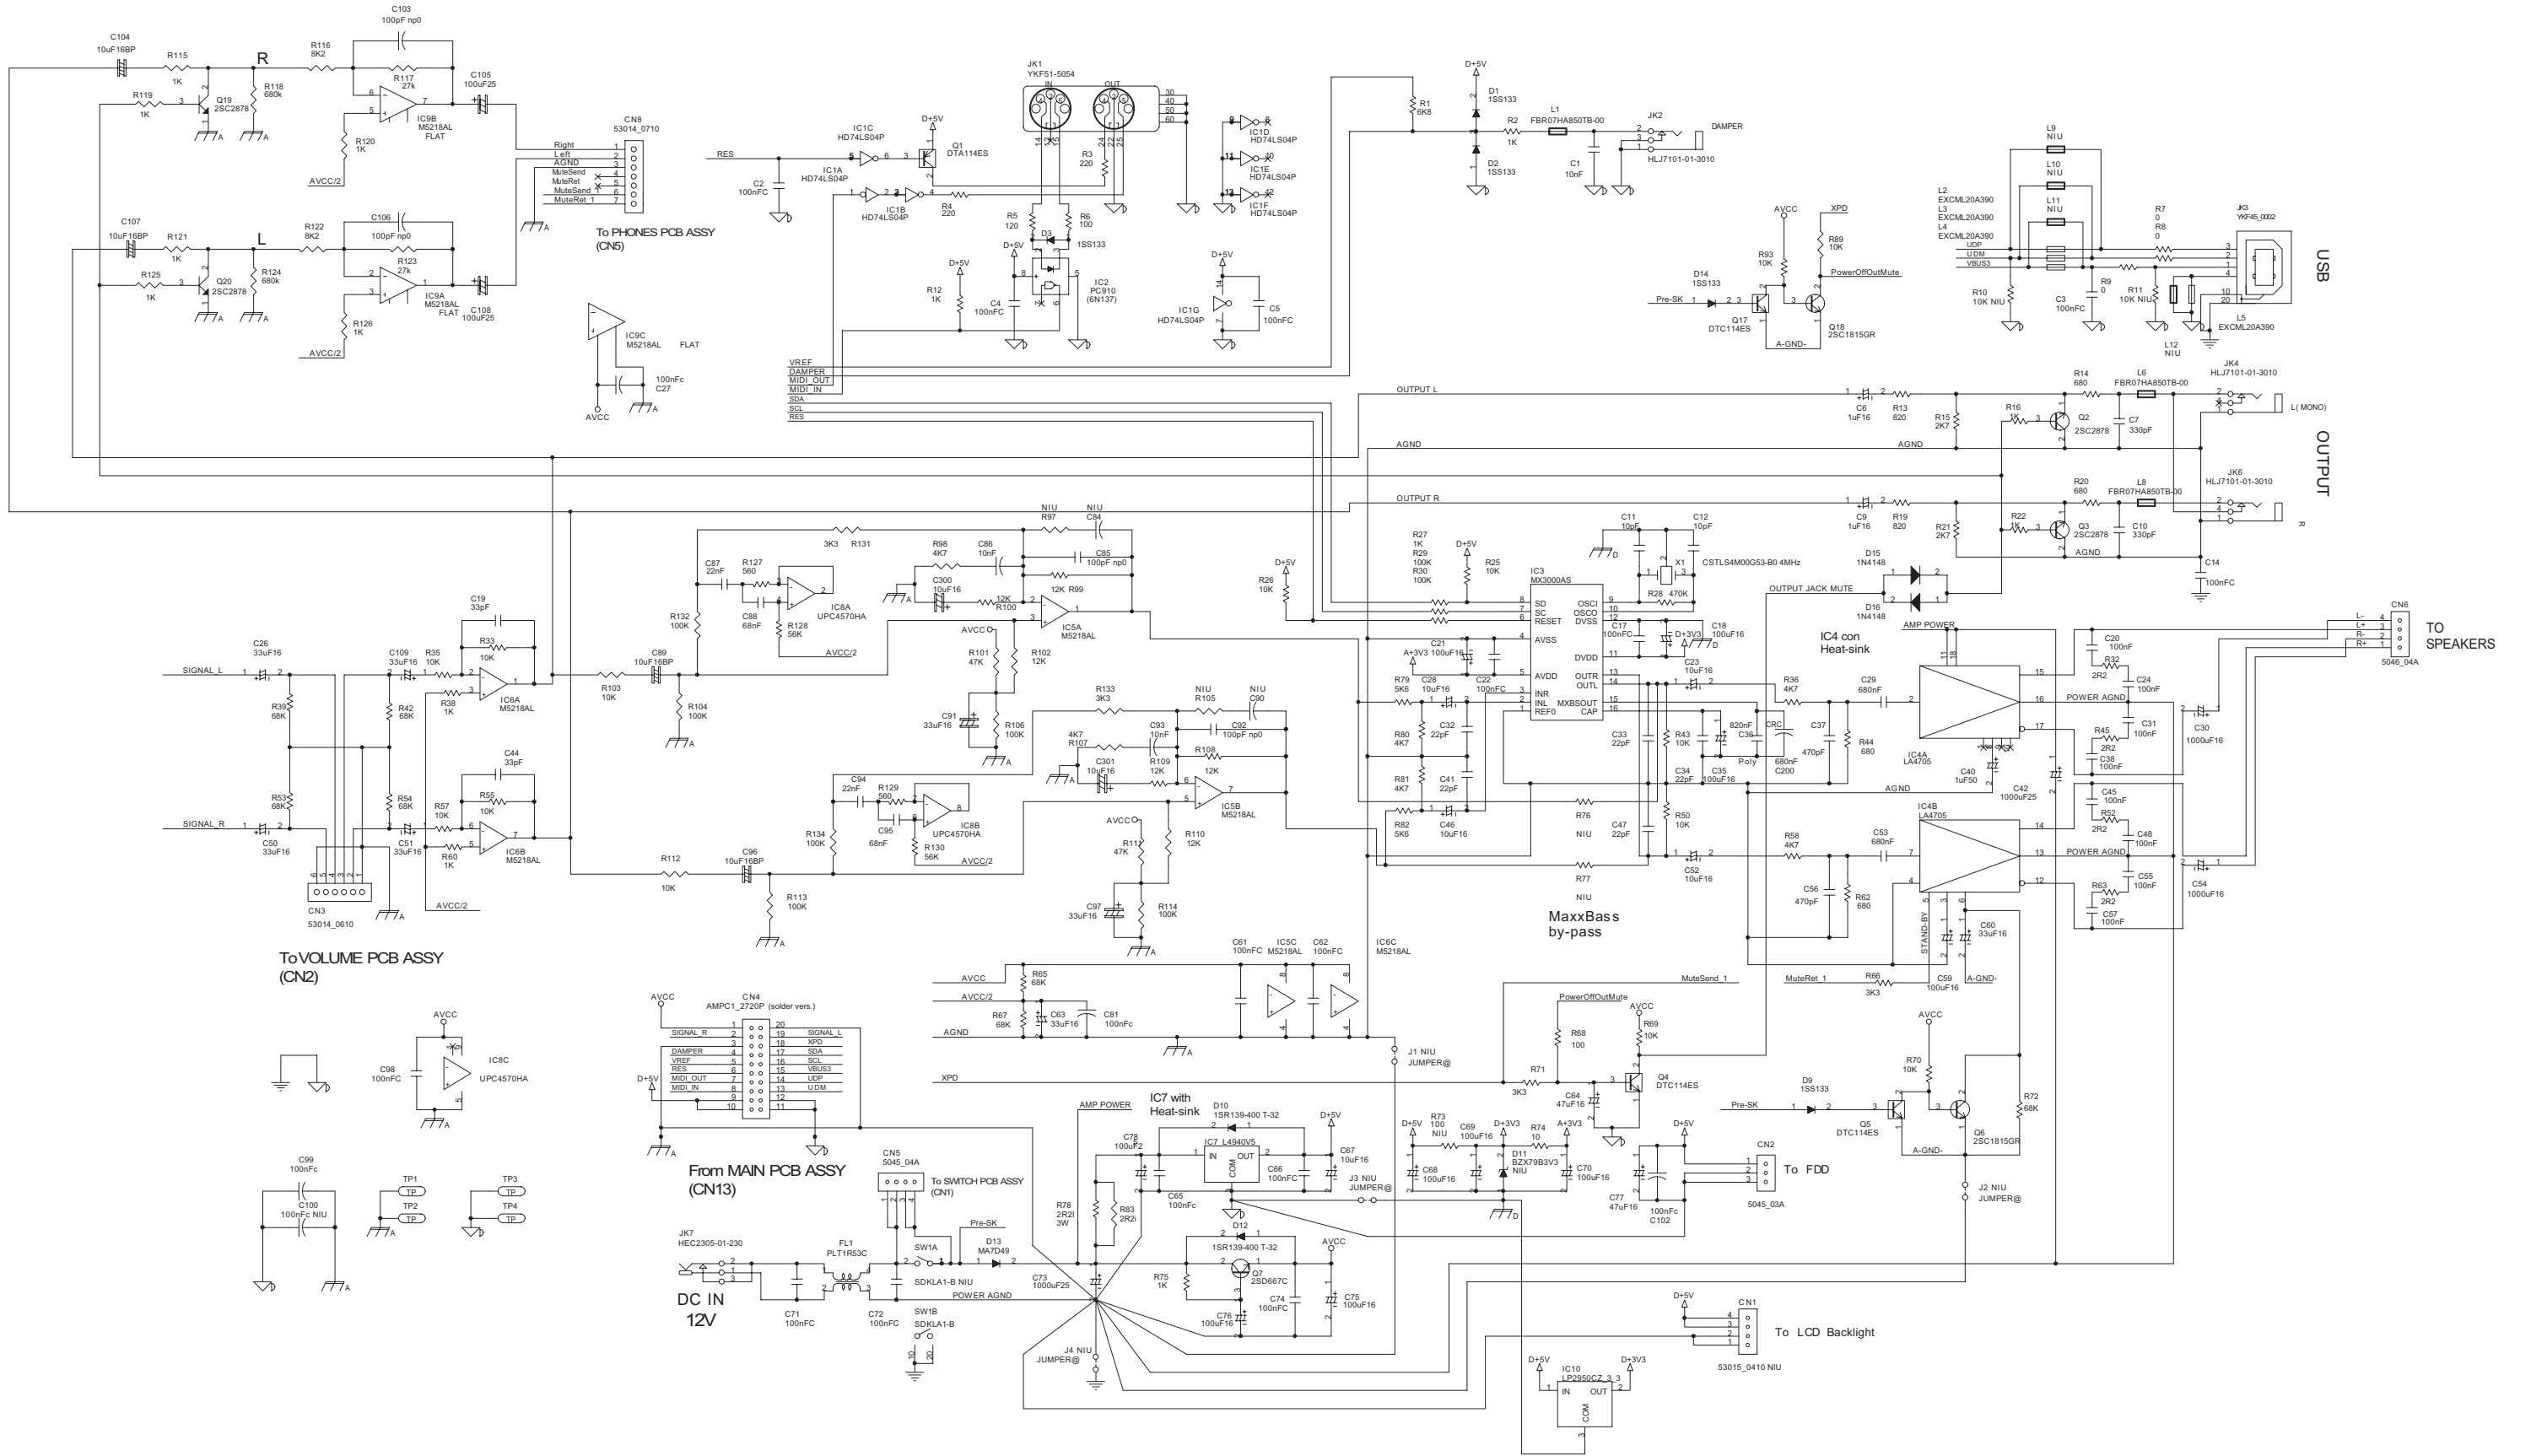 C103
100pF np0
C104
10uF16BP
R115
1K
R
R116
8K2
R117
27k
C105
100uF25
R119
1K
Q19
2SC2878
R118
680k
IC9B
M5218AL
FLAT
R120
1K
AVCC/2
CN8
53014_0710
Right
Left
AGND
MuteSend
MuteRet
MuteSend_1
MuteRet_1
To PHONES PCB ASSY
(CN5)
C107
10uF16BP
R121
1K
L
R122
8K2
C106
100pF np0
R123
27k
R125
1K
Q20
2SC2878
R124
680k
IC9A
M5218AL
FLAT
C108
100uF25
R126
1K
AVCC/2
IC9C
M5218AL FLAT
100nFc
C27
AVCC
JK1
YKF51-5054
IN OUT
D+5V
RES
C2
100nFC
IC1C
HD74LS04P
Q1
DTA114ES
IC1A
HD74LS04P
IC1B
HD74LS04P
R4
220
R3
220
R5
120
R6
100
D3
1SS133
IC2
PC910
(6N137)
D+5V
R12
1K
D+5V
C4
100nFC
IC1D
HD74LS04P
IC1E
HD74LS04P
IC1F
HD74LS04P
D+5V
IC1G
HD74LS04P
C5
100nFC
VREF
DAMPER
MIDI_OUT
MIDI_IN
SDA
SCL
RES
R1
6K8
D+5V
D1
1SS133
D2
1SS133
R2
1K
L1
FBR07HA850TB-00
C1
10nF
JK2
DAMPER
HLJ7101-01-3010
AVCC
XPD
R93
10K
R89
10K
PowerOffOutMute
D14
1SS133
Pre-SK
Q17
DTC114ES
Q18
2SC1815GR
A-GND-
L9
NIU
L10
NIU
L11
NIU
L2
EXCML20A390
L3
EXCML20A390
L4
EXCML20A390
UDP
UDM
VBUS3
R7
0
R8
0
R9
0
R10
10K NIU
C3
100nFC
R11
10K NIU
JK3
YKF45_0002
L5
EXCML20A390
L12
NIU
USB
OUTPUT L
C6
1uF16
R13
820
R15
2K7
R14
680
L6
FBR07HA850TB-00
R16
1K
Q2
2SC2878
C7
330pF
JK4
HLJ7101-01-3010
L( MONO)
AGND
AGND
OUTPUT
OUTPUT R
C9
1uF16
R19
820
R21
2K7
R20
680
L8
FBR07HA850TB-00
R22
1K
Q3
2SC2878
C10
330pF
JK6
HLJ7101-01-3010
R
AGND
C14
100nFC
D15
1N4148
D16
1N4148
OUTPUT JACK MUTE
AMP POWER
IC4 con
Heat-sink
CN6
L-
L+
R-
R+
5046_04A
TO
SPEAKERS
SIGNAL_L
C26
33uF16
R39
68K
C109
33uF16
R35
10K
C19
33pF
R33
10K
R38
1K
IC6A
M5218AL
R42
68K
R53
68K
R54
68K
SIGNAL_R
C50
33uF16
C51
33uF16
R57
10K
C44
33pF
R55
10K
R60
1K
IC6B
M5218AL
CN3
53014_0610
AVCC/2
To VOLUME PCB ASSY
(CN2)
R103
10K
C89
10uF16BP
R104
100K
R132
100K
3K3 R131
C87
22nF
R127
560
C88
68nF
R128
56K
IC8A
UPC4570HA
AVCC/2
NIU
R97
NIU
C84
R98
4K7
C86
10nF
C85
100pF np0
12K R99
C300
10uF16
12K
R100
IC5A
M5218AL
AVCC
R101
47K
R102
12K
C91
33uF16
R106
100K
R133
3K3
NIU
R105
NIU
C90
4K7
R107
C93
10nF
C92
100pF np0
R108
12K
C301
10uF16
R109
12K
IC5B
M5218AL
C94
22nF
R129
560
C95
68nF
R130
56K
IC8B
UPC4570HA
AVCC/2
R134
100K
R112
10K
C96
10uF16BP
R113
100K
AVCC
47K
R110
12K
C97
33uF16
R114
100K
D+5V
R26
10K
R27
1K
R29
100K
R30
100K
D+5V
R25
10K
IC3
MX3000AS
SD OSCI
SC OSCO
RESET DVSS
AVSS
DVDD
AVDD
OUTR
INR OUTL
INL MXBSOUT
REF0 CAP
C11
10pF
C12
10pF
X1
CSTLS4M00G53-B0 4MHz
R28 470K
C17
100nFC
D+3V3
C18
100uF16
C21
100uF16
A+3V3
C22
100nFC
R79
5K6
C28
10uF16
R80
4K7
C32
22pF
R81
4K7
C41
22pF
R82
5K6
C46
10uF16
C23
10uF16
C33
22pF
R43
10K
C34
22pF
C35
100uF16
820nF
C36
Poly
CRC
680nF
C200
C47
22pF
R50
10K
C52
10uF16
R76
NIU
R77
NIU
MaxxBass
by-pass
R36
4K7
C29
680nF
C37
470pF
R44
680
IC4A
LA4705
C40
1uF50
AGND
C42
1000uF25
C20
100nF
R32
2R2
C24
100nF
POWER AGND
R45
2R2
C31
100nF
C38
100nF
C30
1000uF16
R58
4K7
C53
680nF
C56
470pF
R62
680
IC4B
LA4705
C45
100nF
R52
2R2
C48
100nF
POWER AGND
R63
2R2
C55
100nF
C57
100nF
C54
1000uF16
STAND-BY
C60
33uF16
C59
100uF16
A-GND-
MuteRet_1
R66
3K3
MuteSend_1
AVCC
R65
68K
AVCC/2
R67
68K
C63
33uF16
C81
100nFc
AGND
C61
100nFC
IC5C
M5218AL
C62
100nFC
IC6C
M5218AL
J1 NIU
JUMPER@
PowerOffOutMute
AVCC
R68
100
R69
10K
XPD
R71
3K3
C64
47uF16
Q4
DTC114ES
AVCC
R70
10K
D9
1SS133
Pre-SK
Q5
DTC114ES
Q6
2SC1815GR
R72
68K
A-GND-
J2 NIU
JUMPER@
AVCC
C98
100nFC
IC8C
UPC4570HA
C99
100nFc
C100
100nFc NIU
TP1
TP
TP2
TP
TP3
TP
TP4
TP
AVCC
CN4
AMPC1_2720P (solder vers.)
SIGNAL_R SIGNAL_L
XPD
DAMPER SDA
VREF SCL
RES VBUS3
MIDI_OUT UDP
MIDI_IN UDM
D+5V
From MAIN PCB ASSY
(CN13)
CN5
5045_04A
To SWITCH PCB ASSY
(CN1)
JK7
HEC2305-01-230
DC IN
12V
C71
100nFC
FL1
PLT1R53C
C72
100nFC
SW1A
SDKLA1-B NIU
POWER AGND
SW1B
SDKLA1-B
Pre-SK
D13
MA7D49
C73
1000uF25
AMP POWER
R78
2R2I
3W
R83
2R2i
IC7 with
Heat-sink
D10
1SR139-400 T-32
C78
IC7 L4940V5
IN OUT
COM
C65
100nFc
C66
100nFC
D+5V
C67
10uF16
D12
1SR139-400 T-32
R75
1K
Q7
2SD667C
C76
100uF16
C74
100nFC
AVCC
C75
100uF16
J4 NIU
JUMPER@
J3 NIU
JUMPER@
D+5V
R73
100
NIU
C68
100uF16
C69
100uF16
D+3V3
D11
BZX79B3V3
NIU
R74
10
A+3V3
C70
100uF16
D+5V
C77
47uF16
100nFc
C102
CN2
5045_03A
To FDD
D+5V
CN1
53015_0410 NIU
To LCD Backlight
D+5V
IC10
LP2950CZ_3_3
IN OUT
COM
D+3V3